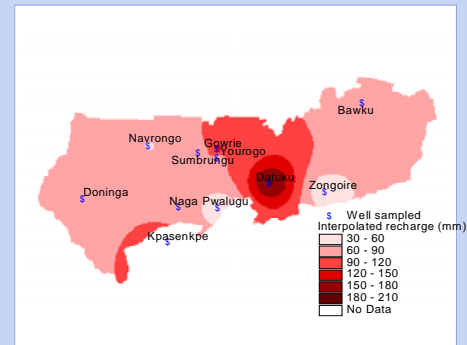 Bawku
Navrongo
Gowrie
Yourogo
Sumbrungu
Datuku
Zongoire
Doninga
Naga Pwalugu
Kpasenkpe
$ Well sampled
Interpolated recharge (mm)
30 - 60
60 - 90
90 - 120
120 - 150
150 - 180
180 - 210
No Data